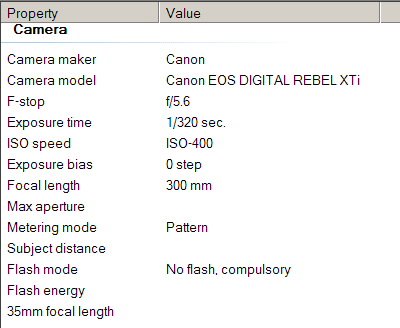 Property Value
Camera
Camera maker Canon
Camera model Canon EOS DIGITAL REBEL XTi
F-stop f/5.6
Exposure time 1/320 sec.
ISO speed ISO-400
Exposure bias 0 step
Focal length 300 mm
Max aperture
Metering mode Pattern
Subject distance
Flash mode No flash, compulsory
Flash energy
35mm focal length